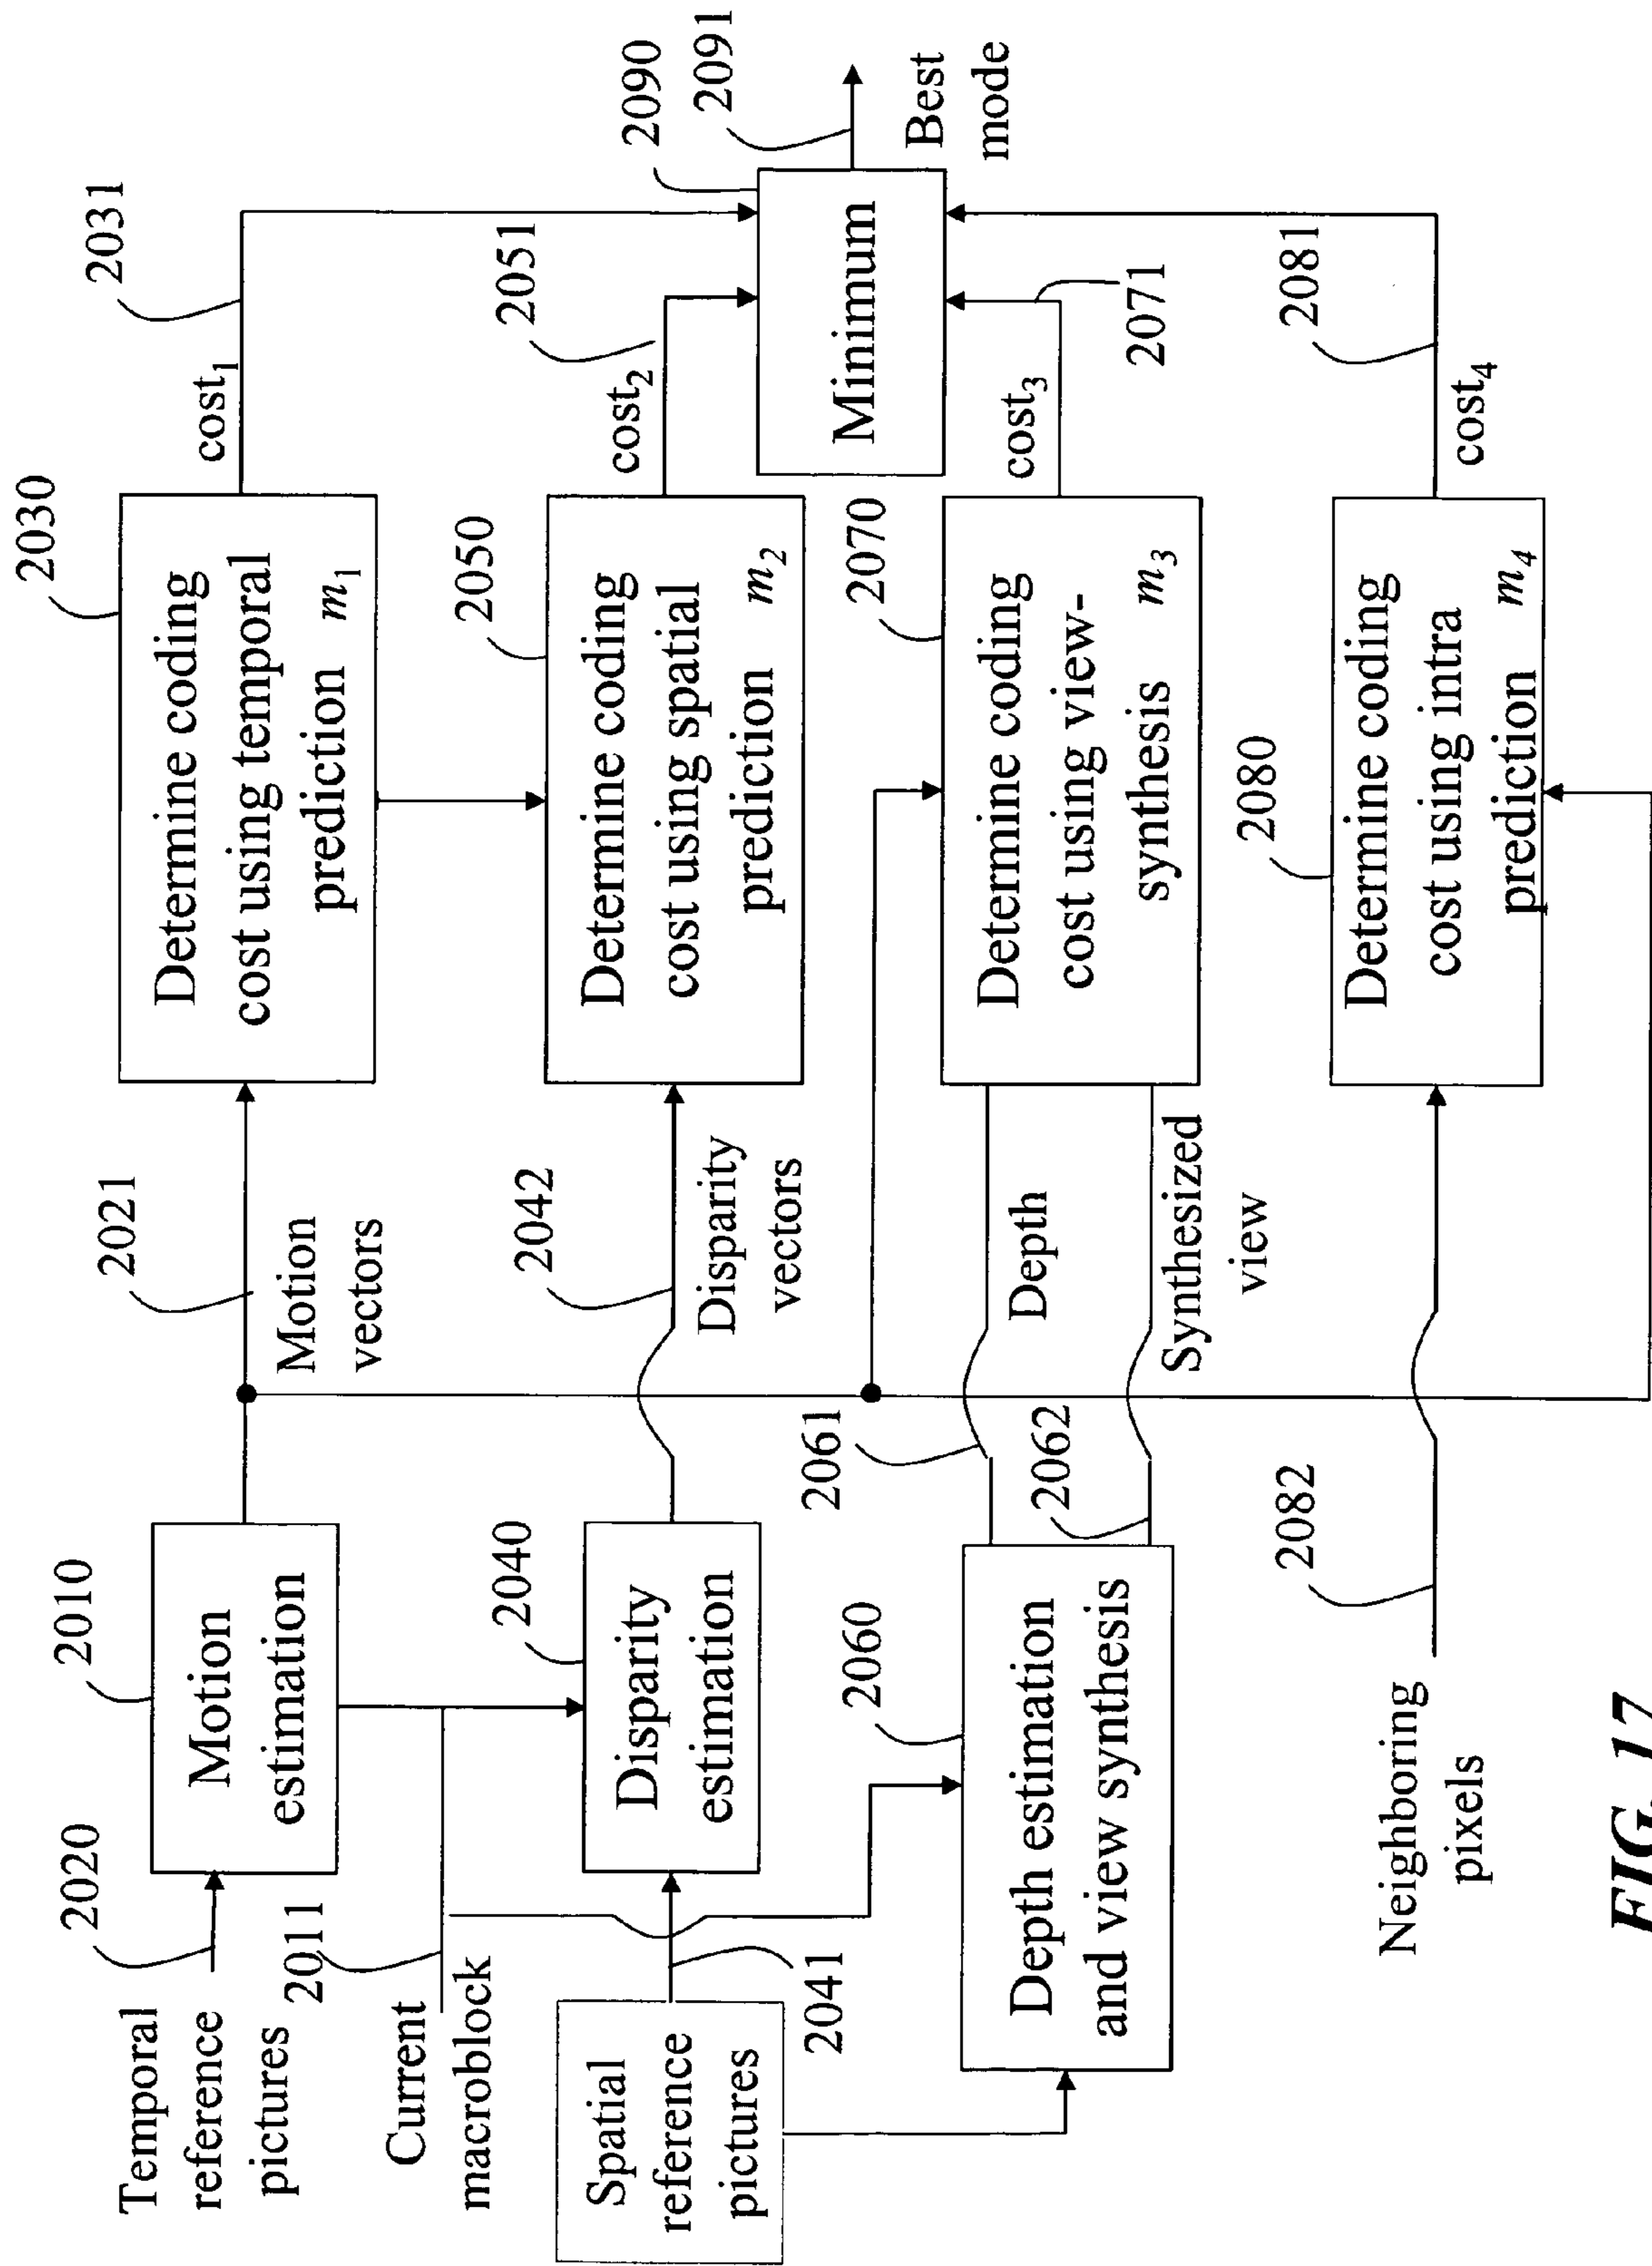 Temporal
reference
pictures
2020
2010
Motion
estimation
2021
Motion
vectors
2030
Determine coding
cost using temporal
prediction m1
cost1
2031
2011
Current
macroblock
Spatial
reference
pictures
2041
2040
Disparity
estimation
2042
Disparity
vectors
2050
Determine coding
cost using spatial
prediction m2
cost2
2051
2060
Depth estimation
and view synthesis
2061
2062
Depth
Synthesized
view
2070
Determine coding
cost using view-
synthesis m3
cost3
2071
Neighboring
pixels
2082
2080
Determine coding
cost using intra
prediction m4
cost4
2081
Minimum
2090
2091
Best
mode
FIG. 17